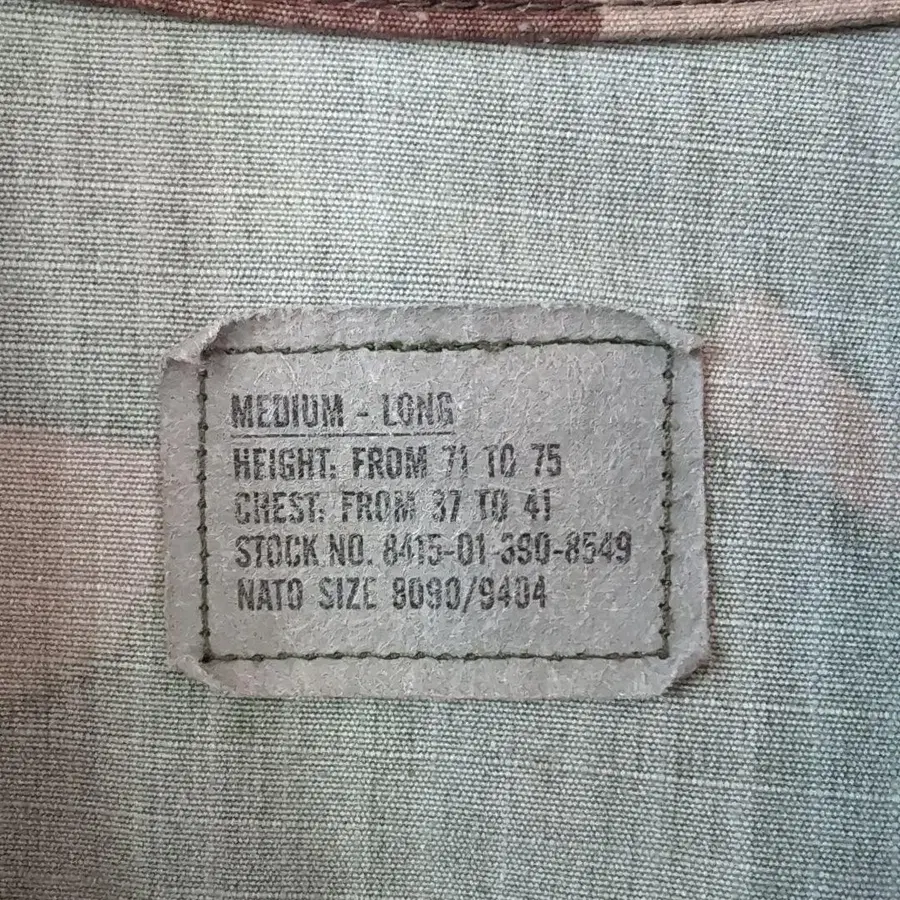 MEDIUM - LONG
HEIGHT: FROM 71 TO 75
CHEST: FROM 37 TO 41
STOCK NO. 8415-01-390-8549
NATO SIZE 8090/9404